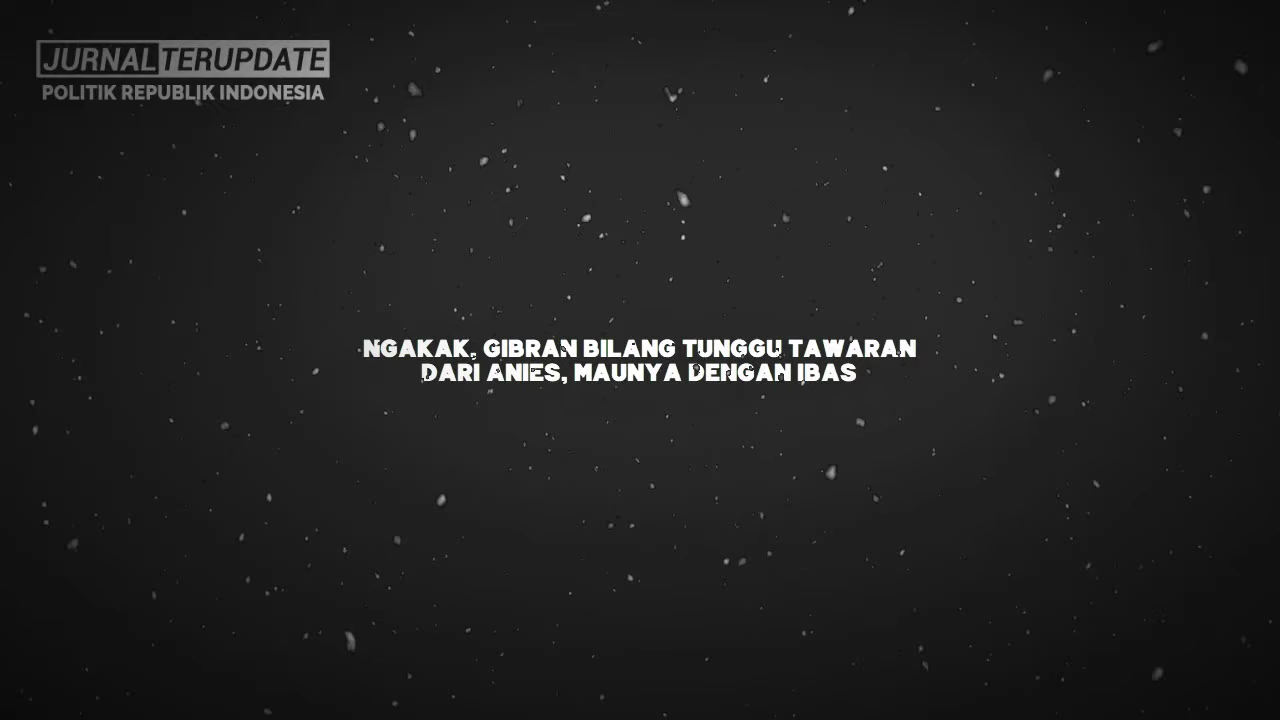 JURNALTERUPDATE
POLITIK REPUBLIK INDONESIA
NGAKAK, GIBRAN BILANG TUNGGU TAWARAN
DARI ANIES, MAUNYA DENGAN IBAS